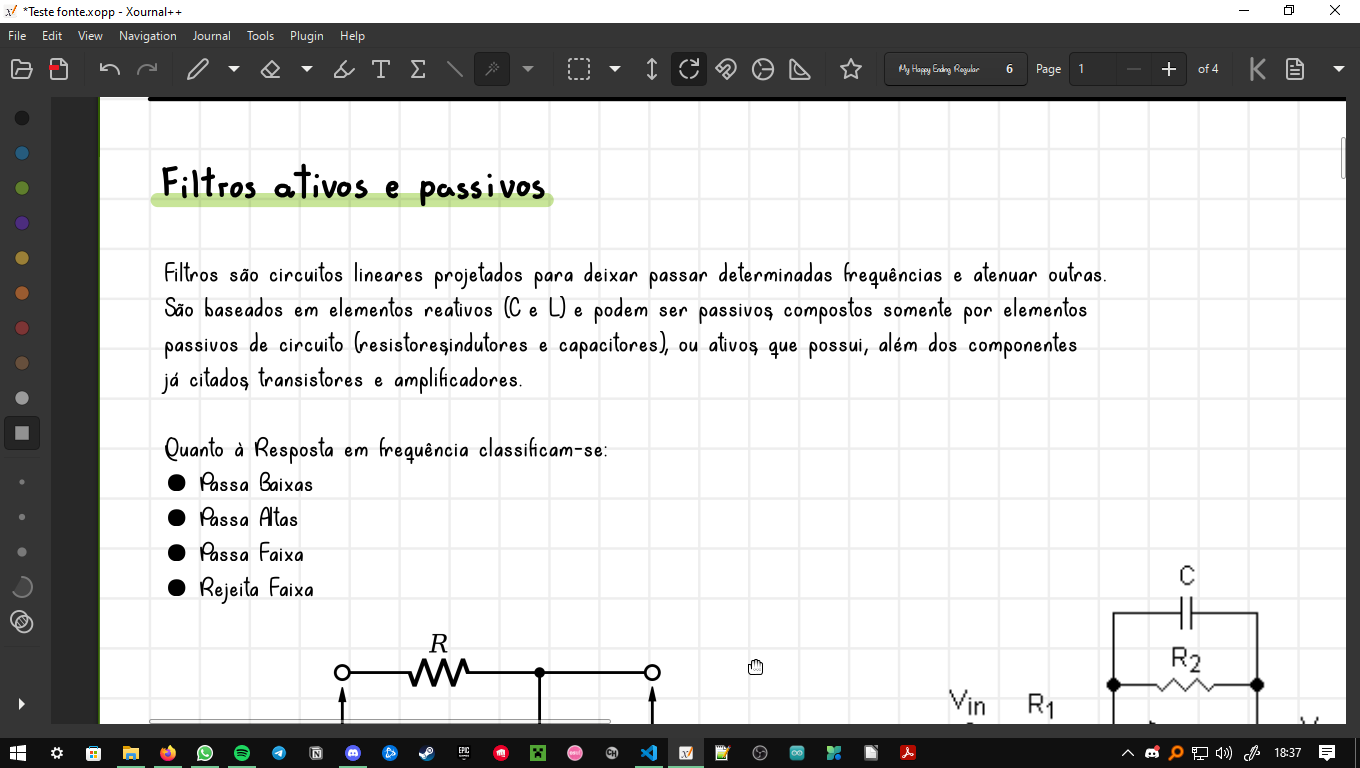 *Teste fonte.xopp - Xournal++
File Edit View Navigation Journal Tools Plugin Help
My Happy Ending Regular 6 Page 1 of 4
Filtros ativos e passivos
Filtros são circuitos lineares projetados para deixar passar determinadas frequências e atenuar outras.
São baseados em elementos reativos (C e L) e podem ser passivos, compostos somente por elementos
passivos de circuito (resistores,indutores e capacitores), ou ativos, que possui, além dos componentes
já citados, transistores e amplificadores.
Quanto à Resposta em frequência classificam-se:
● Passa Baixas
● Passa Altas
● Passa Faixa
● Rejeita Faixa
C
R
R2
Vin R1
18:37